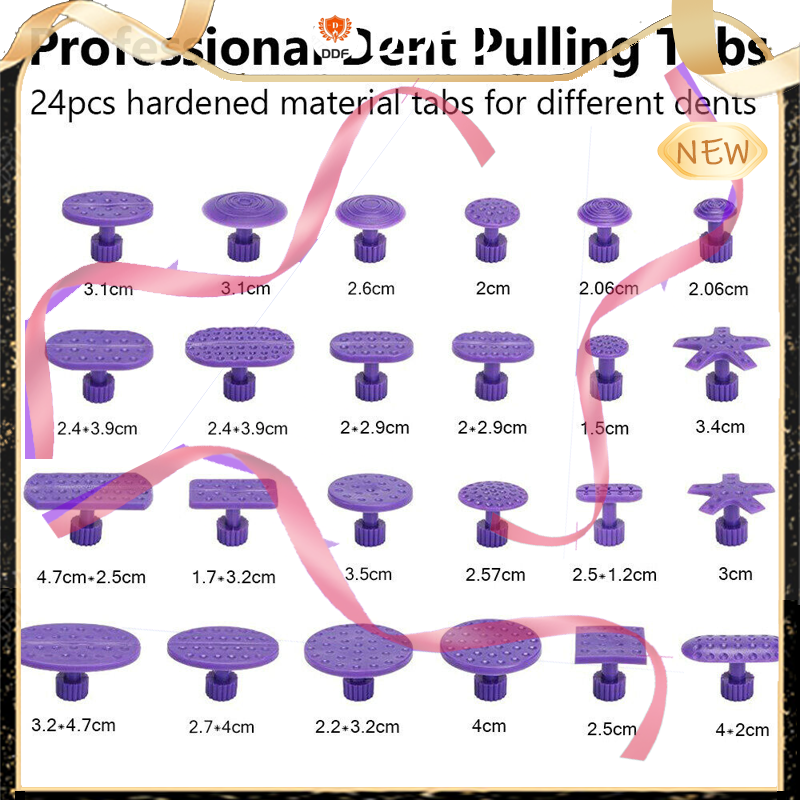 Professional Dent Pulling Tabs
DDF
24pcs hardened material tabs for different dents
NEW
3.1cm 3.1cm 2.6cm 2cm 2.06cm 2.06cm
2.4*3.9cm 2.4*3.9cm 2*2.9cm 2*2.9cm 1.5cm 3.4cm
4.7cm*2.5cm 1.7*3.2cm 3.5cm 2.57cm 2.5*1.2cm 3cm
3.2*4.7cm 2.7*4cm 2.2*3.2cm 4cm 2.5cm 4*2cm